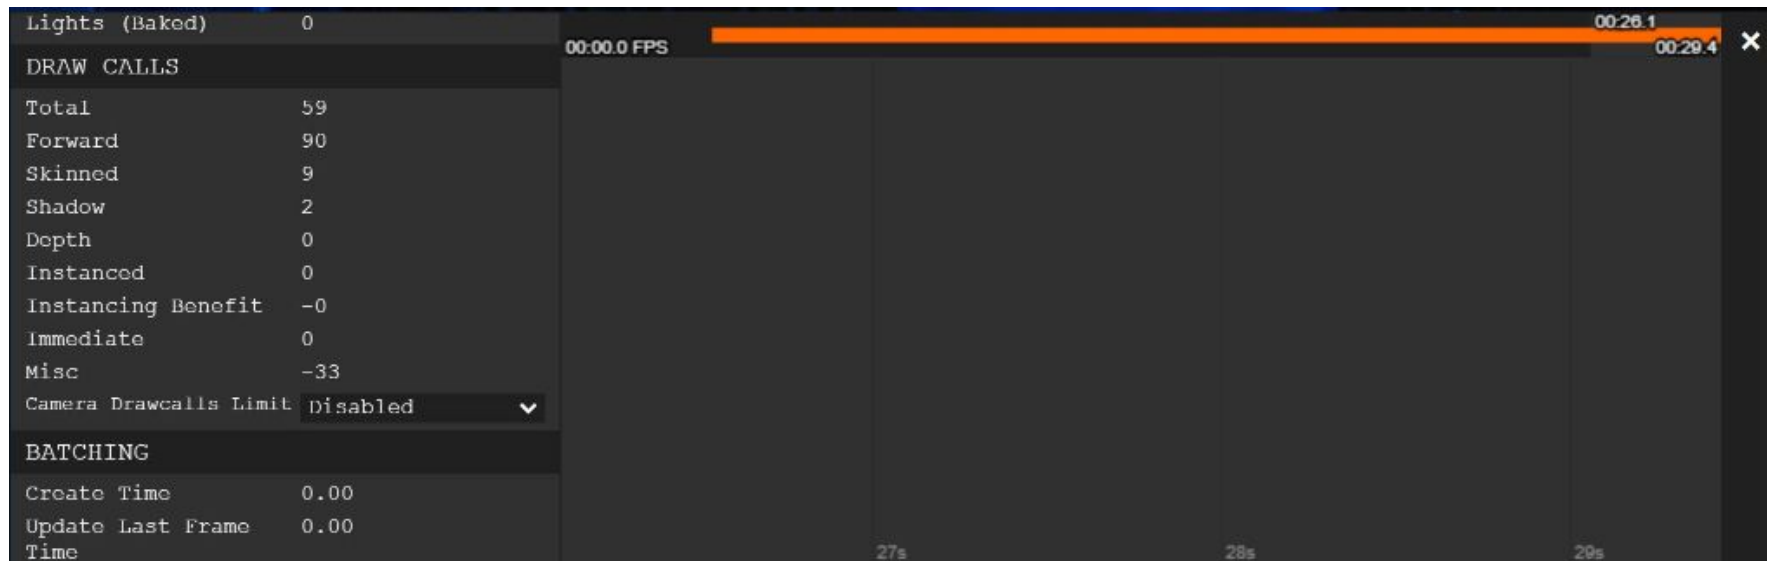 Lights (Baked) 0
DRAW CALLS
Total 59
Forward 90
Skinned 9
Shadow 2
Depth 0
Instanced 0
Instancing Benefit -0
Immediate 0
Misc -33
Camera Drawcalls Limit Disabled
BATCHING
Create Time 0.00
Update Last Frame Time 0.00
00:26.1
00:00.0 FPS
00:29.4
27s 28s 29s